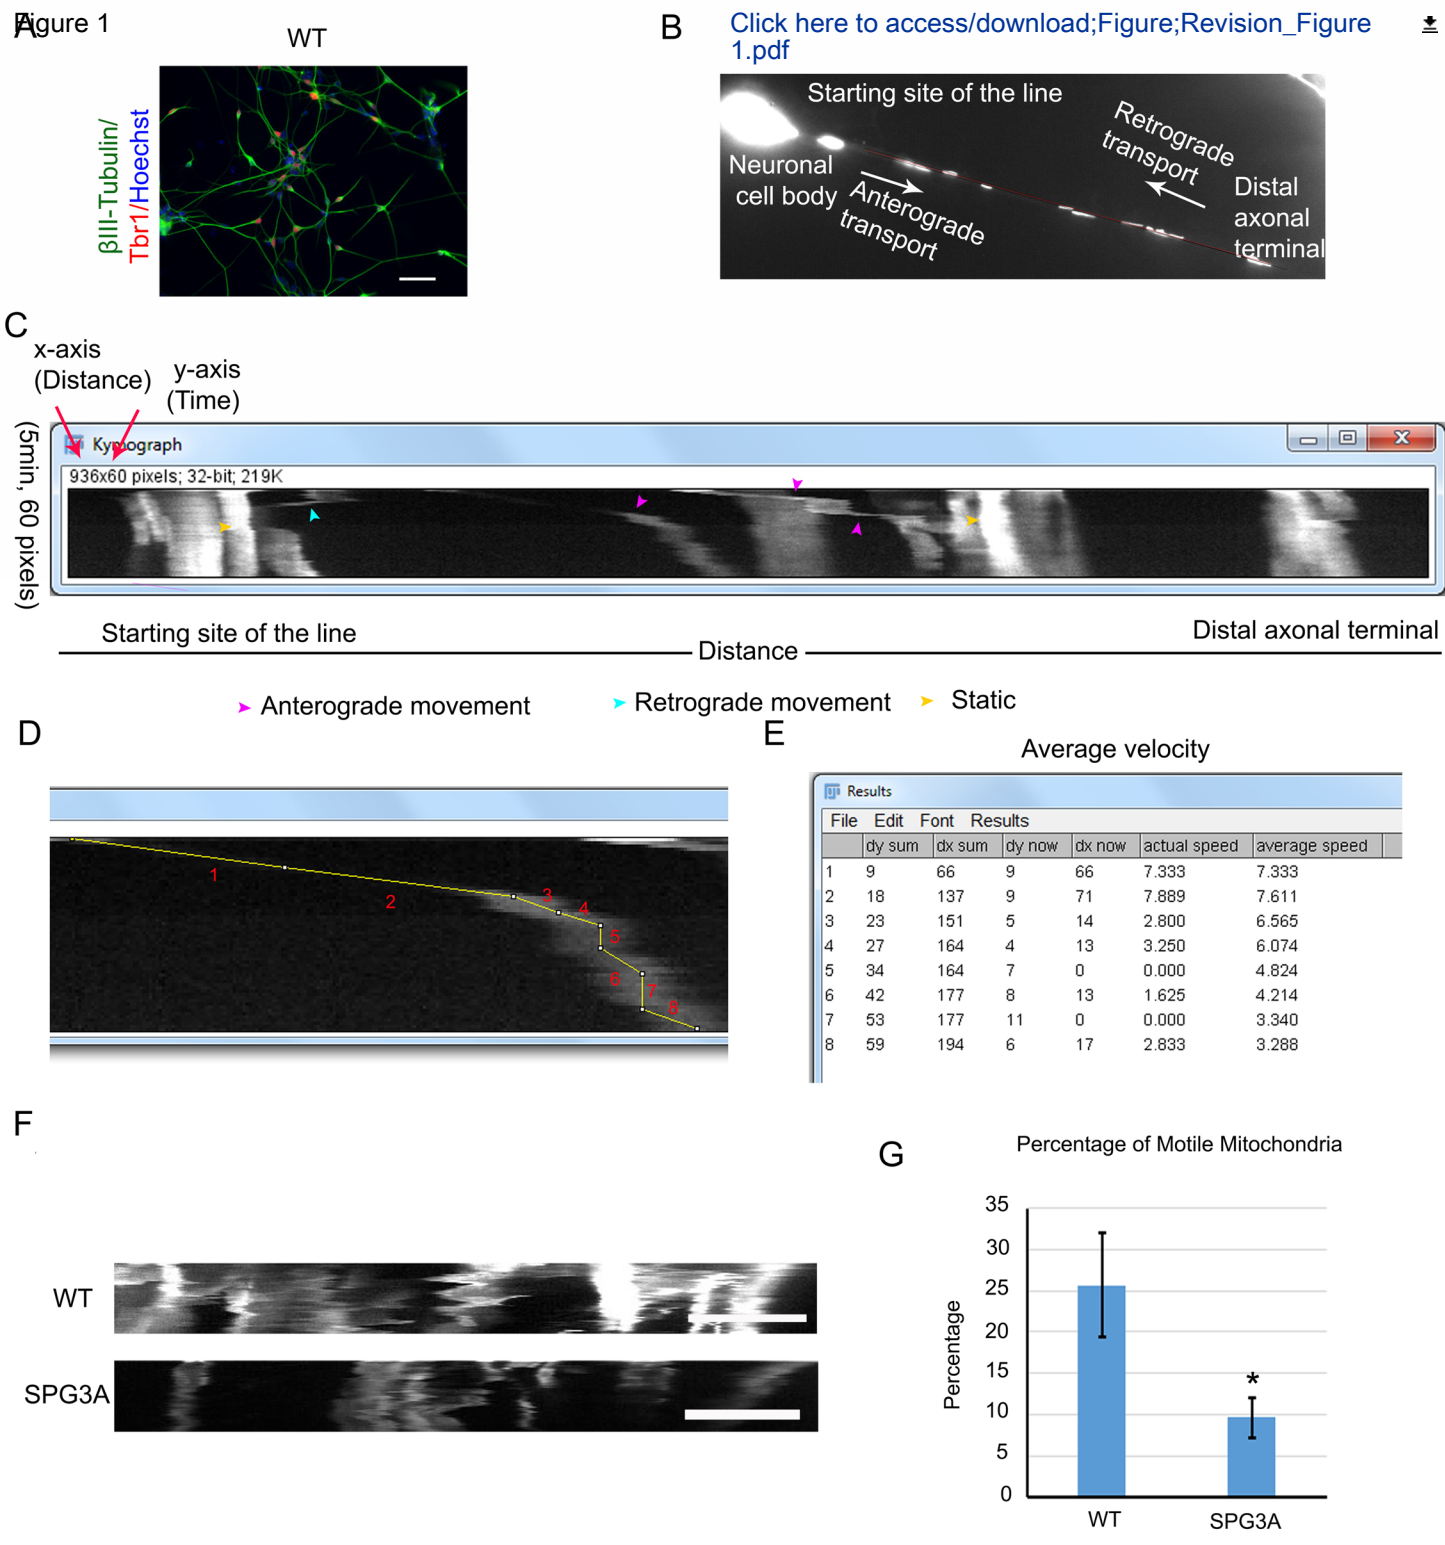 Figure 1
A
WT
βIII-Tubulin/
Tbr1/Hoechst
B
Click here to access/download;Figure;Revision_Figure
1.pdf
Starting site of the line
Retrograde
transport
Neuronal
cell body
Anterograde
transport
Distal
axonal
terminal
C
x-axis
(Distance)
y-axis
(Time)
(5min, 60 pixels)
Kymograph
936x60 pixels; 32-bit; 219K
Starting site of the line
Distal axonal terminal
Distance
Anterograde movement
Retrograde movement
Static
D
1
2
3
4
5
6
7
8
E
Average velocity
Results
File Edit Font Results
dy sum dx sum dy now dx now actual speed average speed
1 9 66 9 66 7.333 7.333
2 18 137 9 71 7.889 7.611
3 23 151 5 14 2.800 6.565
4 27 164 4 13 3.250 6.074
5 34 164 7 0 0.000 4.824
6 42 177 8 13 1.625 4.214
7 53 177 11 0 0.000 3.340
8 59 194 6 17 2.833 3.288
F
WT
SPG3A
G
Percentage of Motile Mitochondria
Percentage
35
30
25
20
15
10
5
0
*
WT
SPG3A